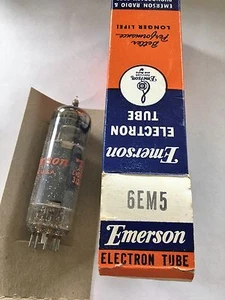 EMERSON RADIO &
LONGER LIFE!
Performance
Better
Emerson
ELECTRON
TUBE
Emerson
6EM5
Emerson
ELECTRON TUBE